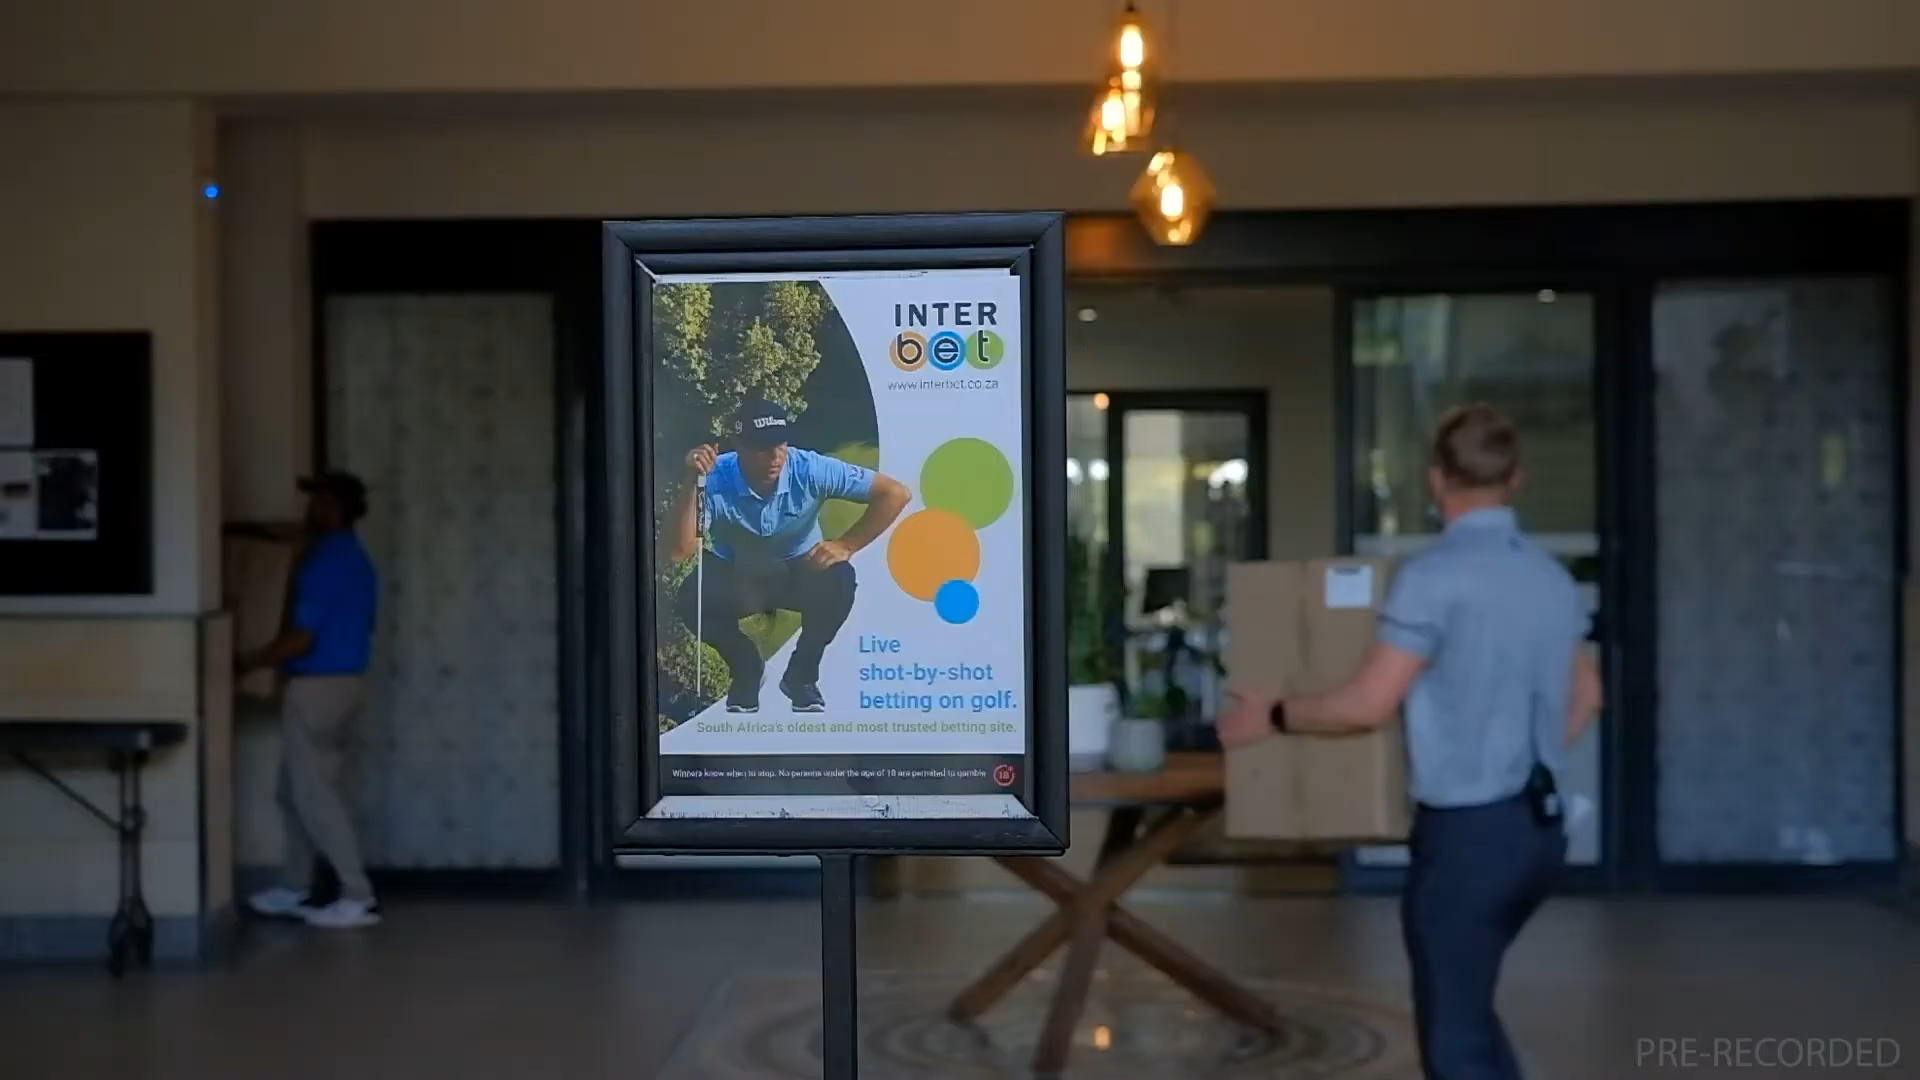 INTER
bet
www.interbet.co.za
Wilson
Live
shot-by-shot
betting on golf.
South Africa's oldest and most trusted betting site.
Winners know when to stop. No persons under the age of 18 are permitted to gamble
18
PRE-RECORDED